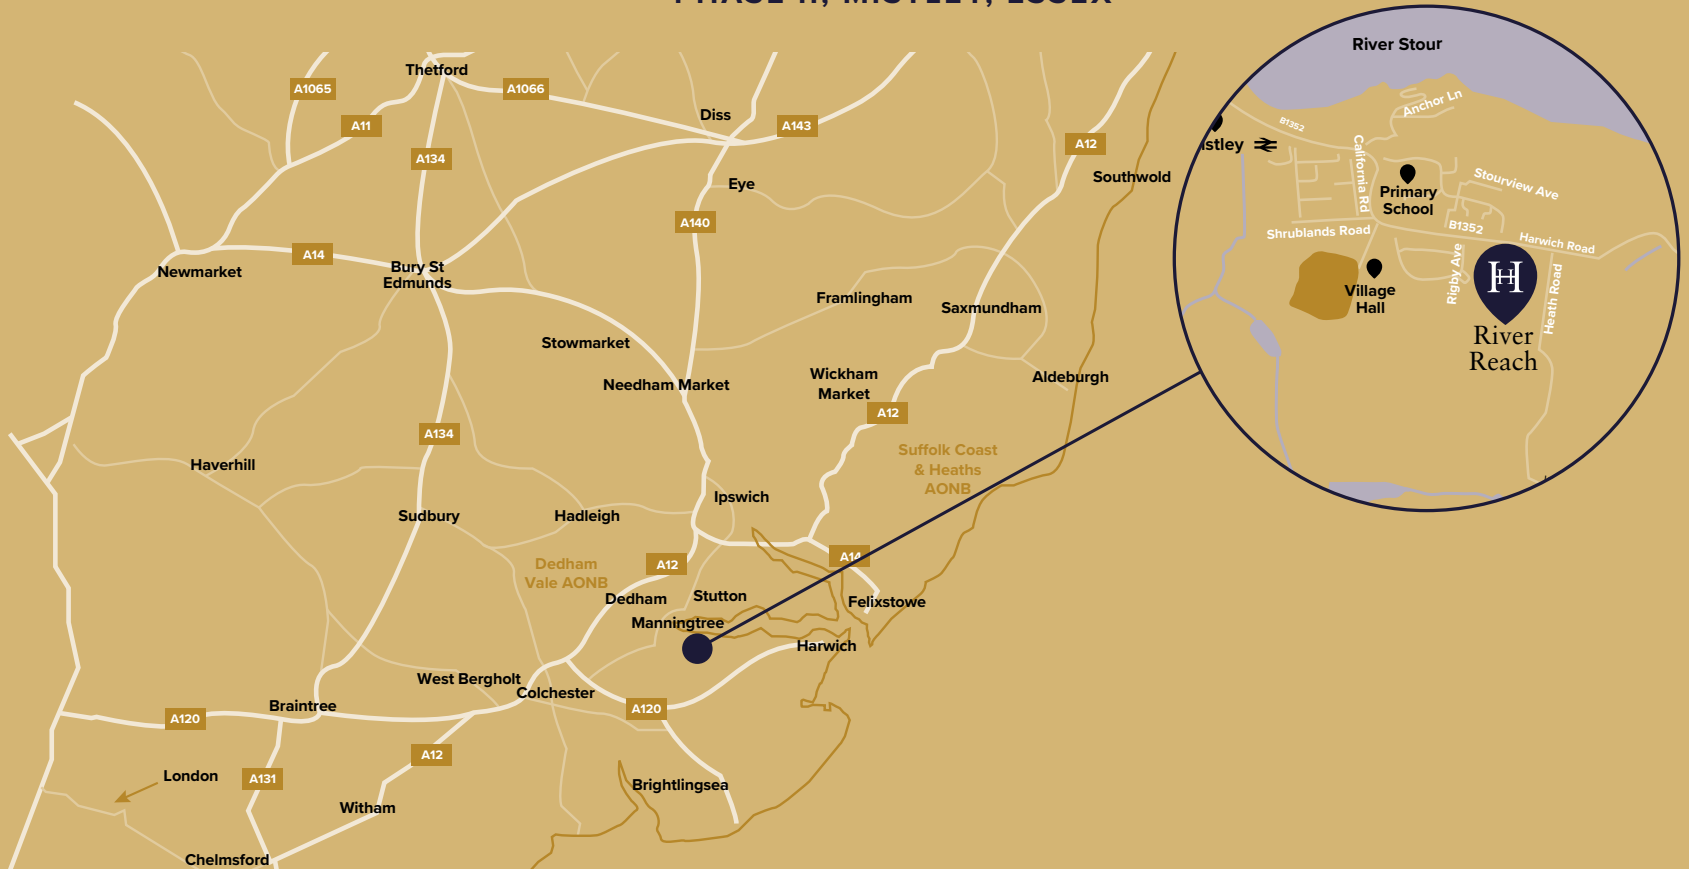 PHASE II, MISTLEY, ESSEX
River Stour
Thetford
A1065
A1066
Anchor Ln
Diss
A11
A143
B1352
A134
A12
istley
California Rd
Southwold
Eye
Primary
School
Stourview Ave
A140
B1352
Shrublands Road
Harwich Road
A14
Newmarket
Bury St
Edmunds
Rigby Ave
H
Heath Road
Village
Hall
Framlingham
Saxmundham
River
Reach
Stowmarket
Needham Market
Wickham
Market
Aldeburgh
A12
A134
Suffolk Coast
& Heaths
AONB
Haverhill
Ipswich
Sudbury
Hadleigh
A14
Dedham
Vale AONB
A12
Dedham
Stutton
Felixstowe
Manningtree
Harwich
West Bergholt
Colchester
Braintree
A120
A120
A12
London
A131
Brightlingsea
Witham
Chelmsford